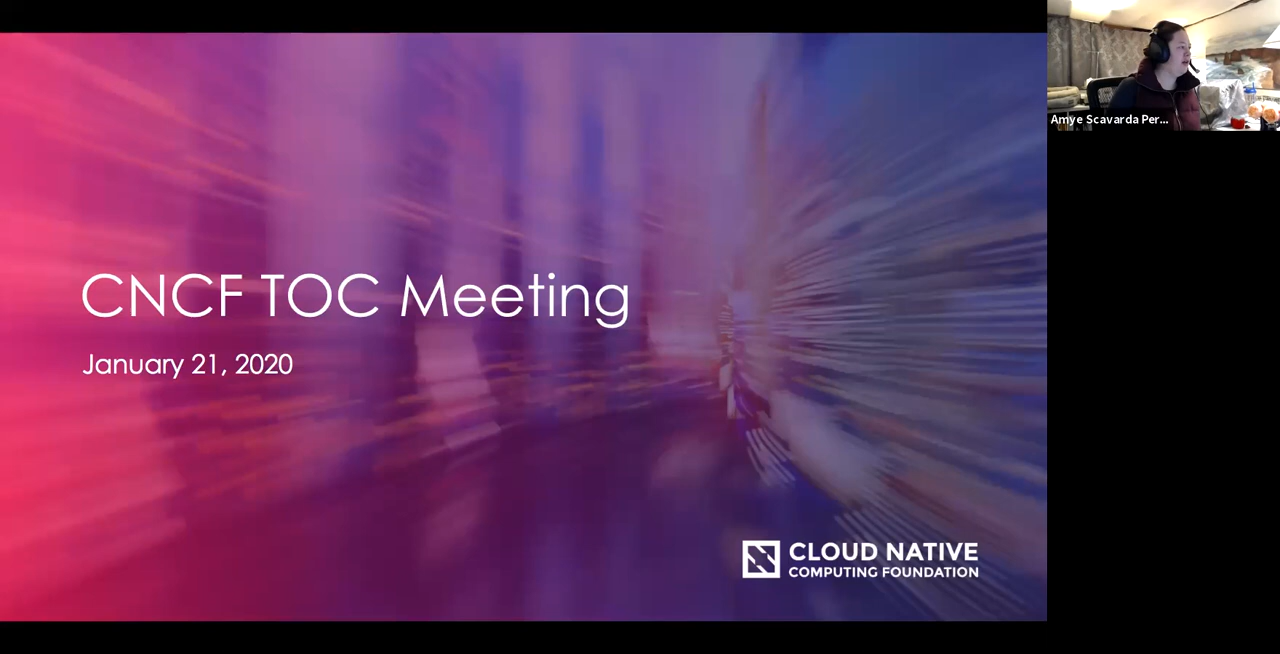 CNCF TOC Meeting
January 21, 2020
CLOUD NATIVE
COMPUTING FOUNDATION
Amye Scavarda Per...